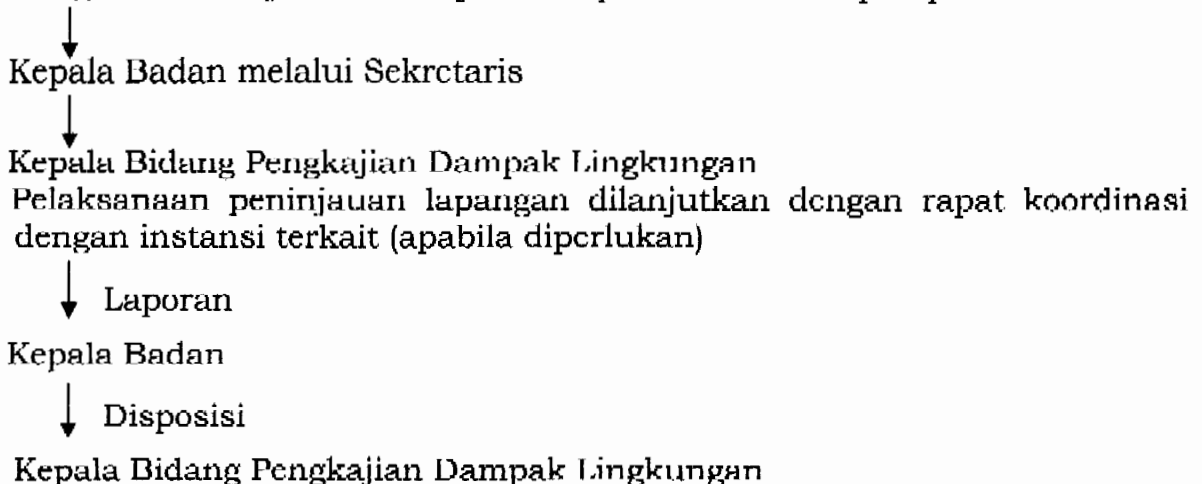 Kepala Badan melalui Sekretaris
Kepala Bidang Pengkajian Dampak Lingkungan
Pelaksanaan peninjauan lapangan dilanjutkan dengan rapat koordinasi
dengan instansi terkait (apabila diperlukan)
Laporan
Kepala Badan
Disposisi
Kepala Bidang Pengkajian Dampak Lingkungan